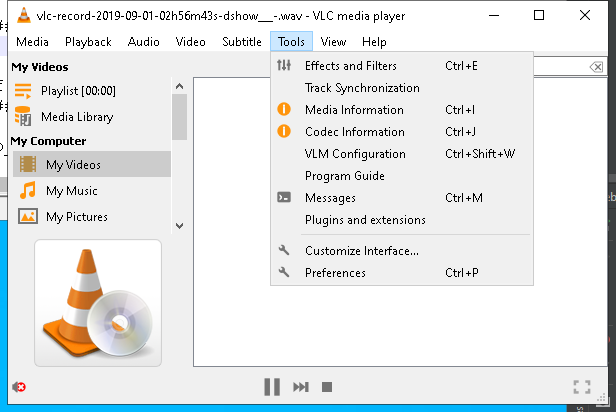 vlc-record-2019-09-01-02h56m43s-dshow__-.wav - VLC media player
Media Playback Audio Video Subtitle Tools View Help
My Videos
Playlist [00:00]
Media Library
My Computer
My Videos
My Music
My Pictures
Effects and Filters Ctrl+E
Track Synchronization
Media Information Ctrl+I
Codec Information Ctrl+J
VLM Configuration Ctrl+Shift+W
Program Guide
Messages Ctrl+M
Plugins and extensions
Customize Interface...
Preferences Ctrl+P